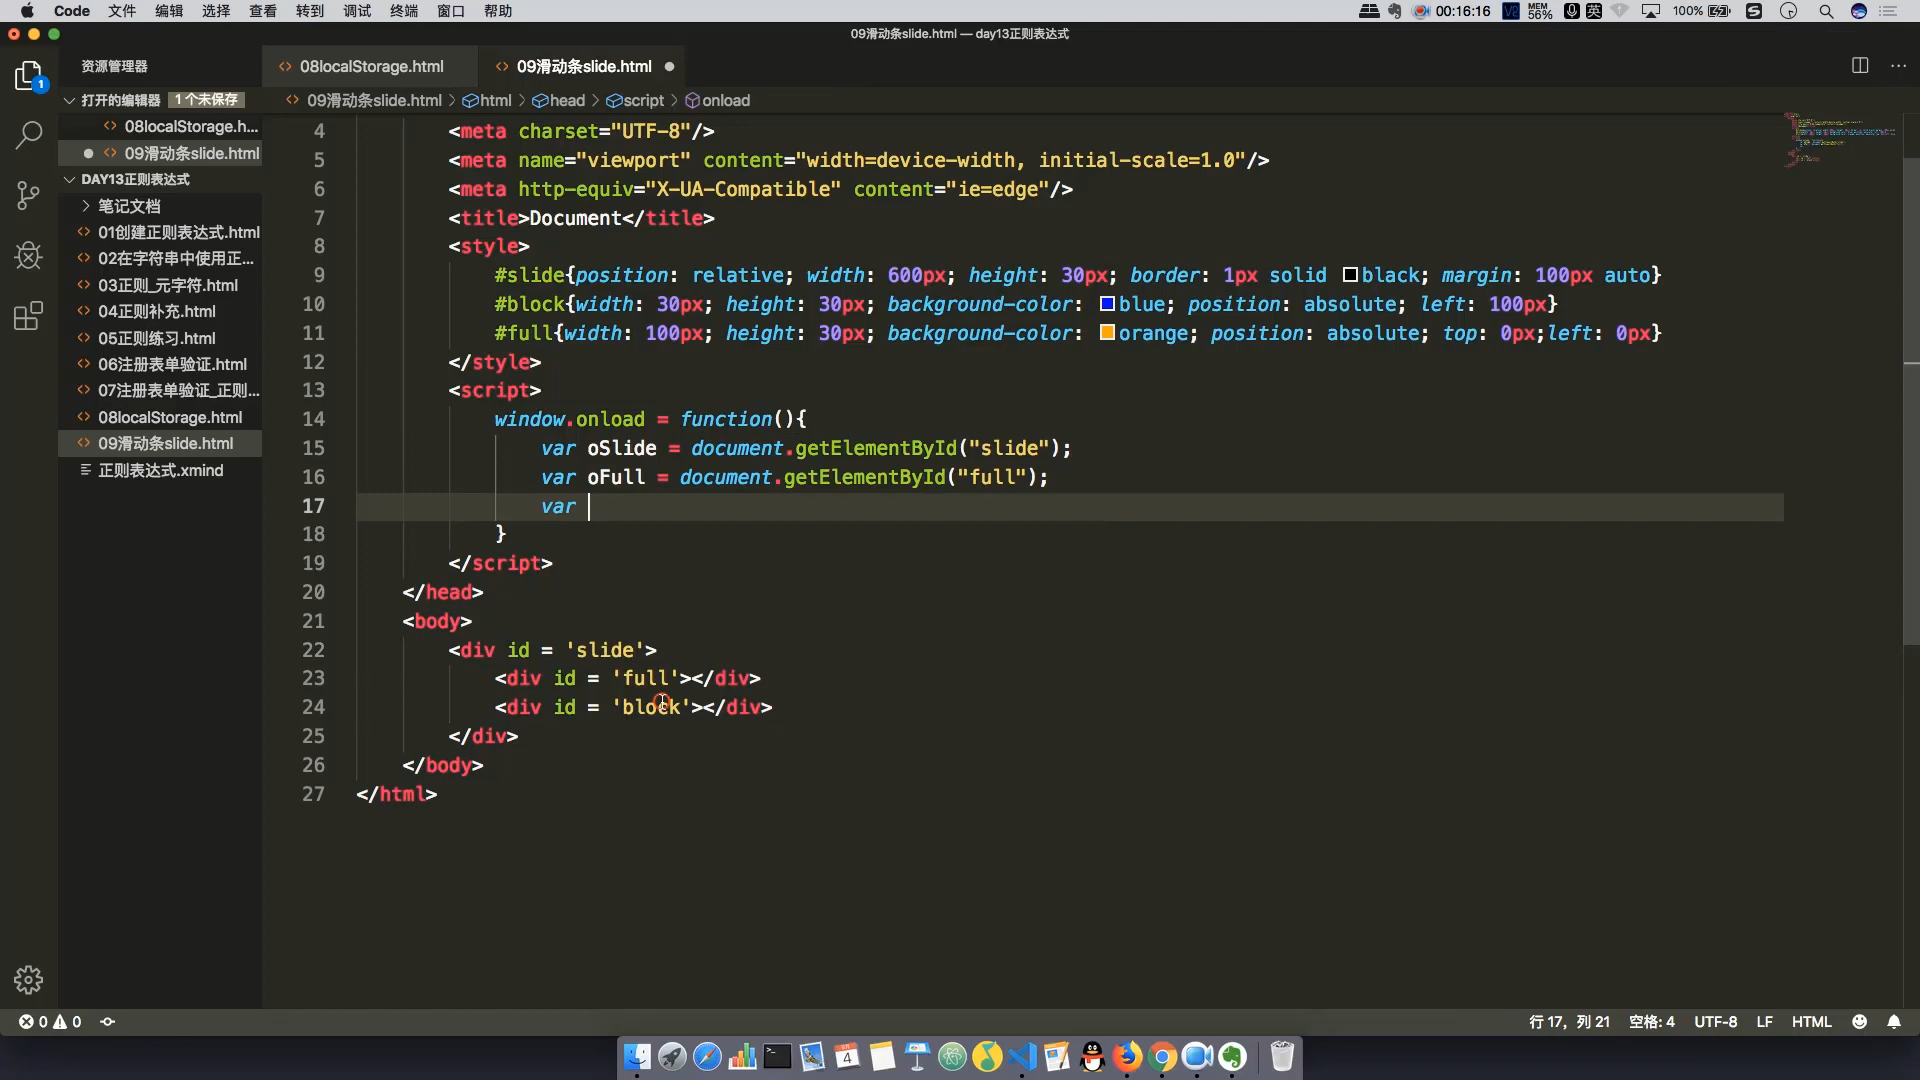 Code 文件 编辑 选择 查看 转到 调试 终端 窗口 帮助
00:16:16 MEM 56% 英 100%
09滑动条slide.html — day13正则表达式
资源管理器
08localStorage.html
09滑动条slide.html
打开的编辑器 1 个未保存
09滑动条slide.html > html > head > script > onload
08localStorage.h...
09滑动条slide.html
DAY13正则表达式
笔记文档
01创建正则表达式.html
02在字符串中使用正...
03正则_元字符.html
04正则补充.html
05正则练习.html
06注册表单验证.html
07注册表单验证_正则...
08localStorage.html
09滑动条slide.html
正则表达式.xmind
4 <meta charset="UTF-8"/>
5 <meta name="viewport" content="width=device-width, initial-scale=1.0"/>
6 <meta http-equiv="X-UA-Compatible" content="ie=edge"/>
7 <title>Document</title>
8 <style>
9 #slide{position: relative; width: 600px; height: 30px; border: 1px solid black; margin: 100px auto}
10 #block{width: 30px; height: 30px; background-color: blue; position: absolute; left: 100px}
11 #full{width: 100px; height: 30px; background-color: orange; position: absolute; top: 0px;left: 0px}
12 </style>
13 <script>
14 window.onload = function(){
15 var oSlide = document.getElementById("slide");
16 var oFull = document.getElementById("full");
17 var
18 }
19 </script>
20 </head>
21 <body>
22 <div id = 'slide'>
23 <div id = 'full'></div>
24 <div id = 'block'></div>
25 </div>
26 </body>
27 </html>
0 0
行 17，列 21 空格: 4 UTF-8 LF HTML